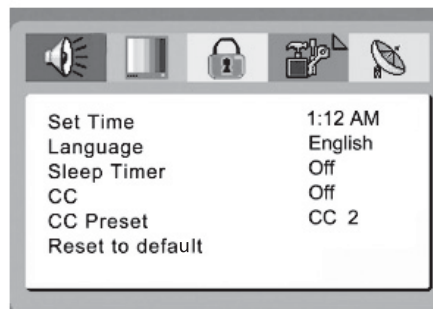 Set Time 1:12 AM
Language English
Sleep Timer Off
CC Off
CC Preset CC 2
Reset to default